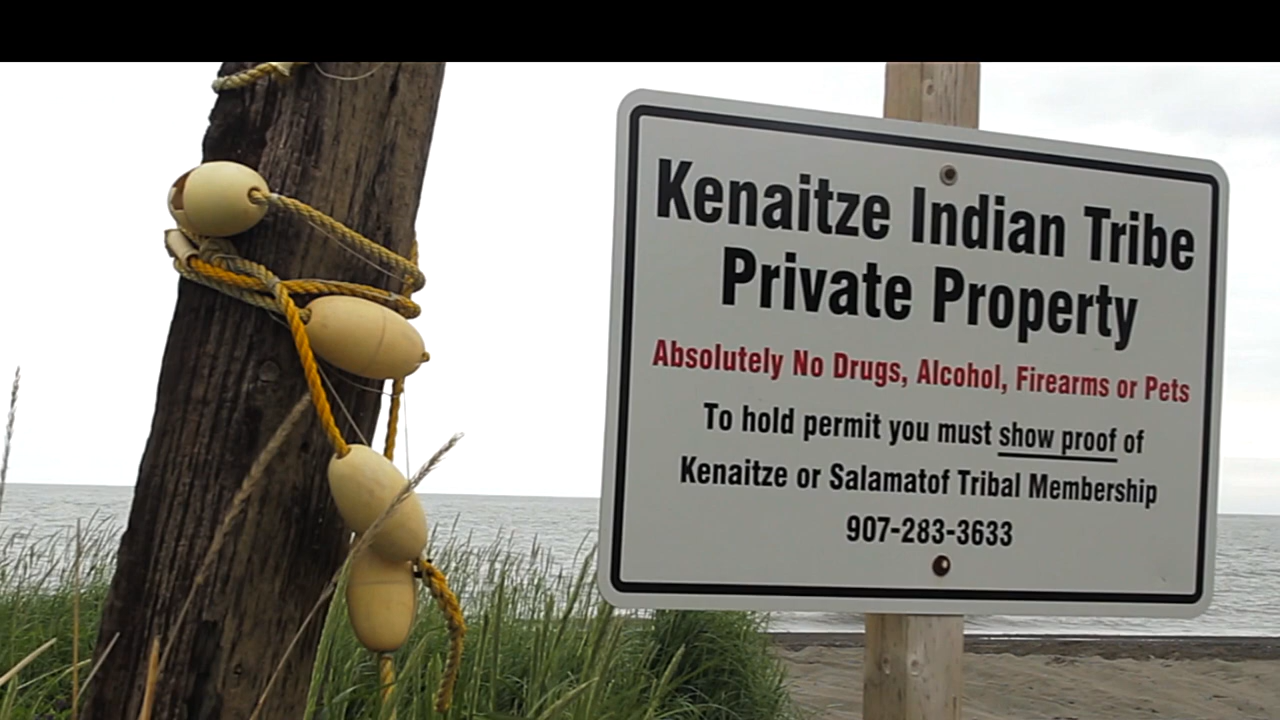 Kenaitze Indian Tribe
Private Property
Absolutely No Drugs, Alcohol, Firearms or Pets
To hold permit you must show proof of
Kenaitze or Salamatof Tribal Membership
907-283-3633